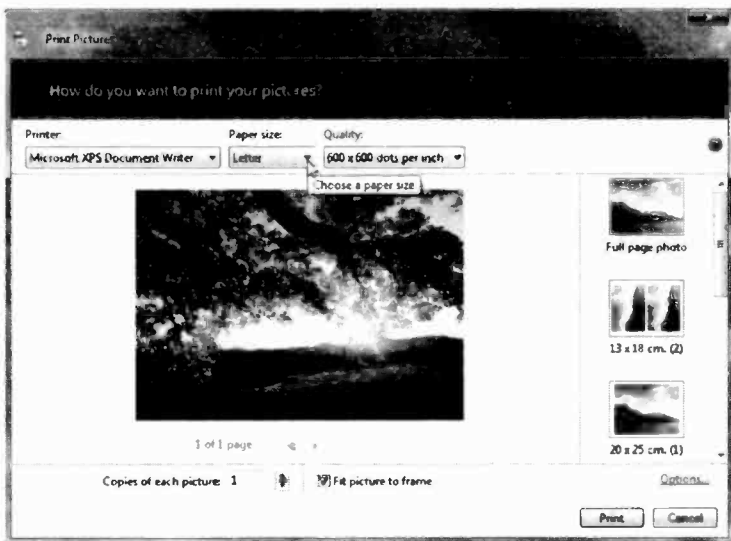 Print Pictures
How do you want to print your pictures?
Printer: Paper size: Quality:
Microsoft XPS Document Writer Letter 600 x 600 dots per inch
Choose a paper size
Full page photo
13 x 18 cm. (2)
20 x 25 cm. (1)
1 of 1 page
Copies of each picture: 1 Fit picture to frame Options...
Print Cancel